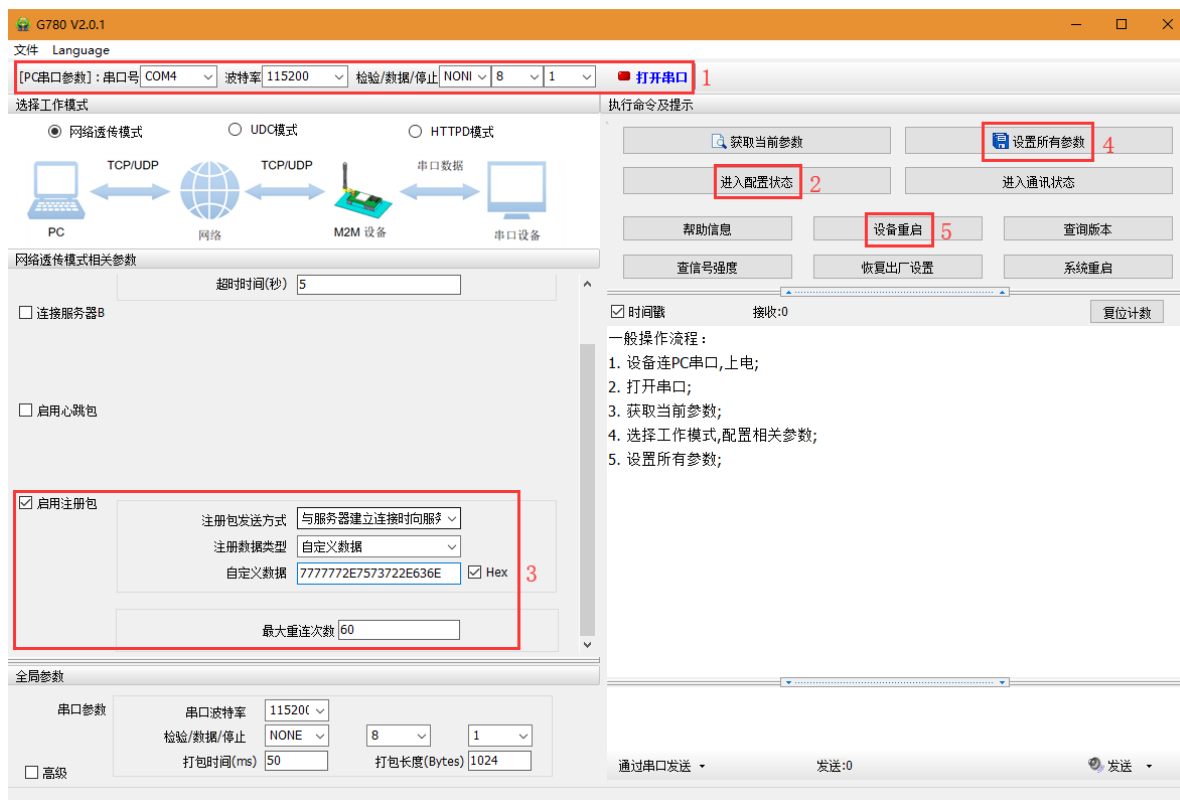 G780 V2.0.1
文件 Language
[PC串口参数]：串口号 COM4 波特率 115200 检验/数据/停止 NONI 8 1 打开串口 1
选择工作模式
网络透传模式 UDC模式 HTTPD模式
TCP/UDP TCP/UDP 串口数据
PC 网络 M2M 设备 串口设备
网络透传模式相关参数
超时时间(秒) 5
连接服务器B
启用心跳包
启用注册包
注册包发送方式 与服务器建立连接时向服务
注册数据类型 自定义数据
自定义数据 7777772E7573722E636E Hex 3
最大重连次数 60
全局参数
串口参数 串口波特率 115200
检验/数据/停止 NONE 8 1
打包时间(ms) 50 打包长度(Bytes) 1024
高级
执行命令及提示
获取当前参数 设置所有参数 4
进入配置状态 2 进入通讯状态
帮助信息 设备重启 5 查询版本
查信号强度 恢复出厂设置 系统重启
时间戳 接收:0 复位计数
一般操作流程：
1. 设备连PC串口,上电;
2. 打开串口;
3. 获取当前参数;
4. 选择工作模式,配置相关参数;
5. 设置所有参数;
通过串口发送 发送:0 发送